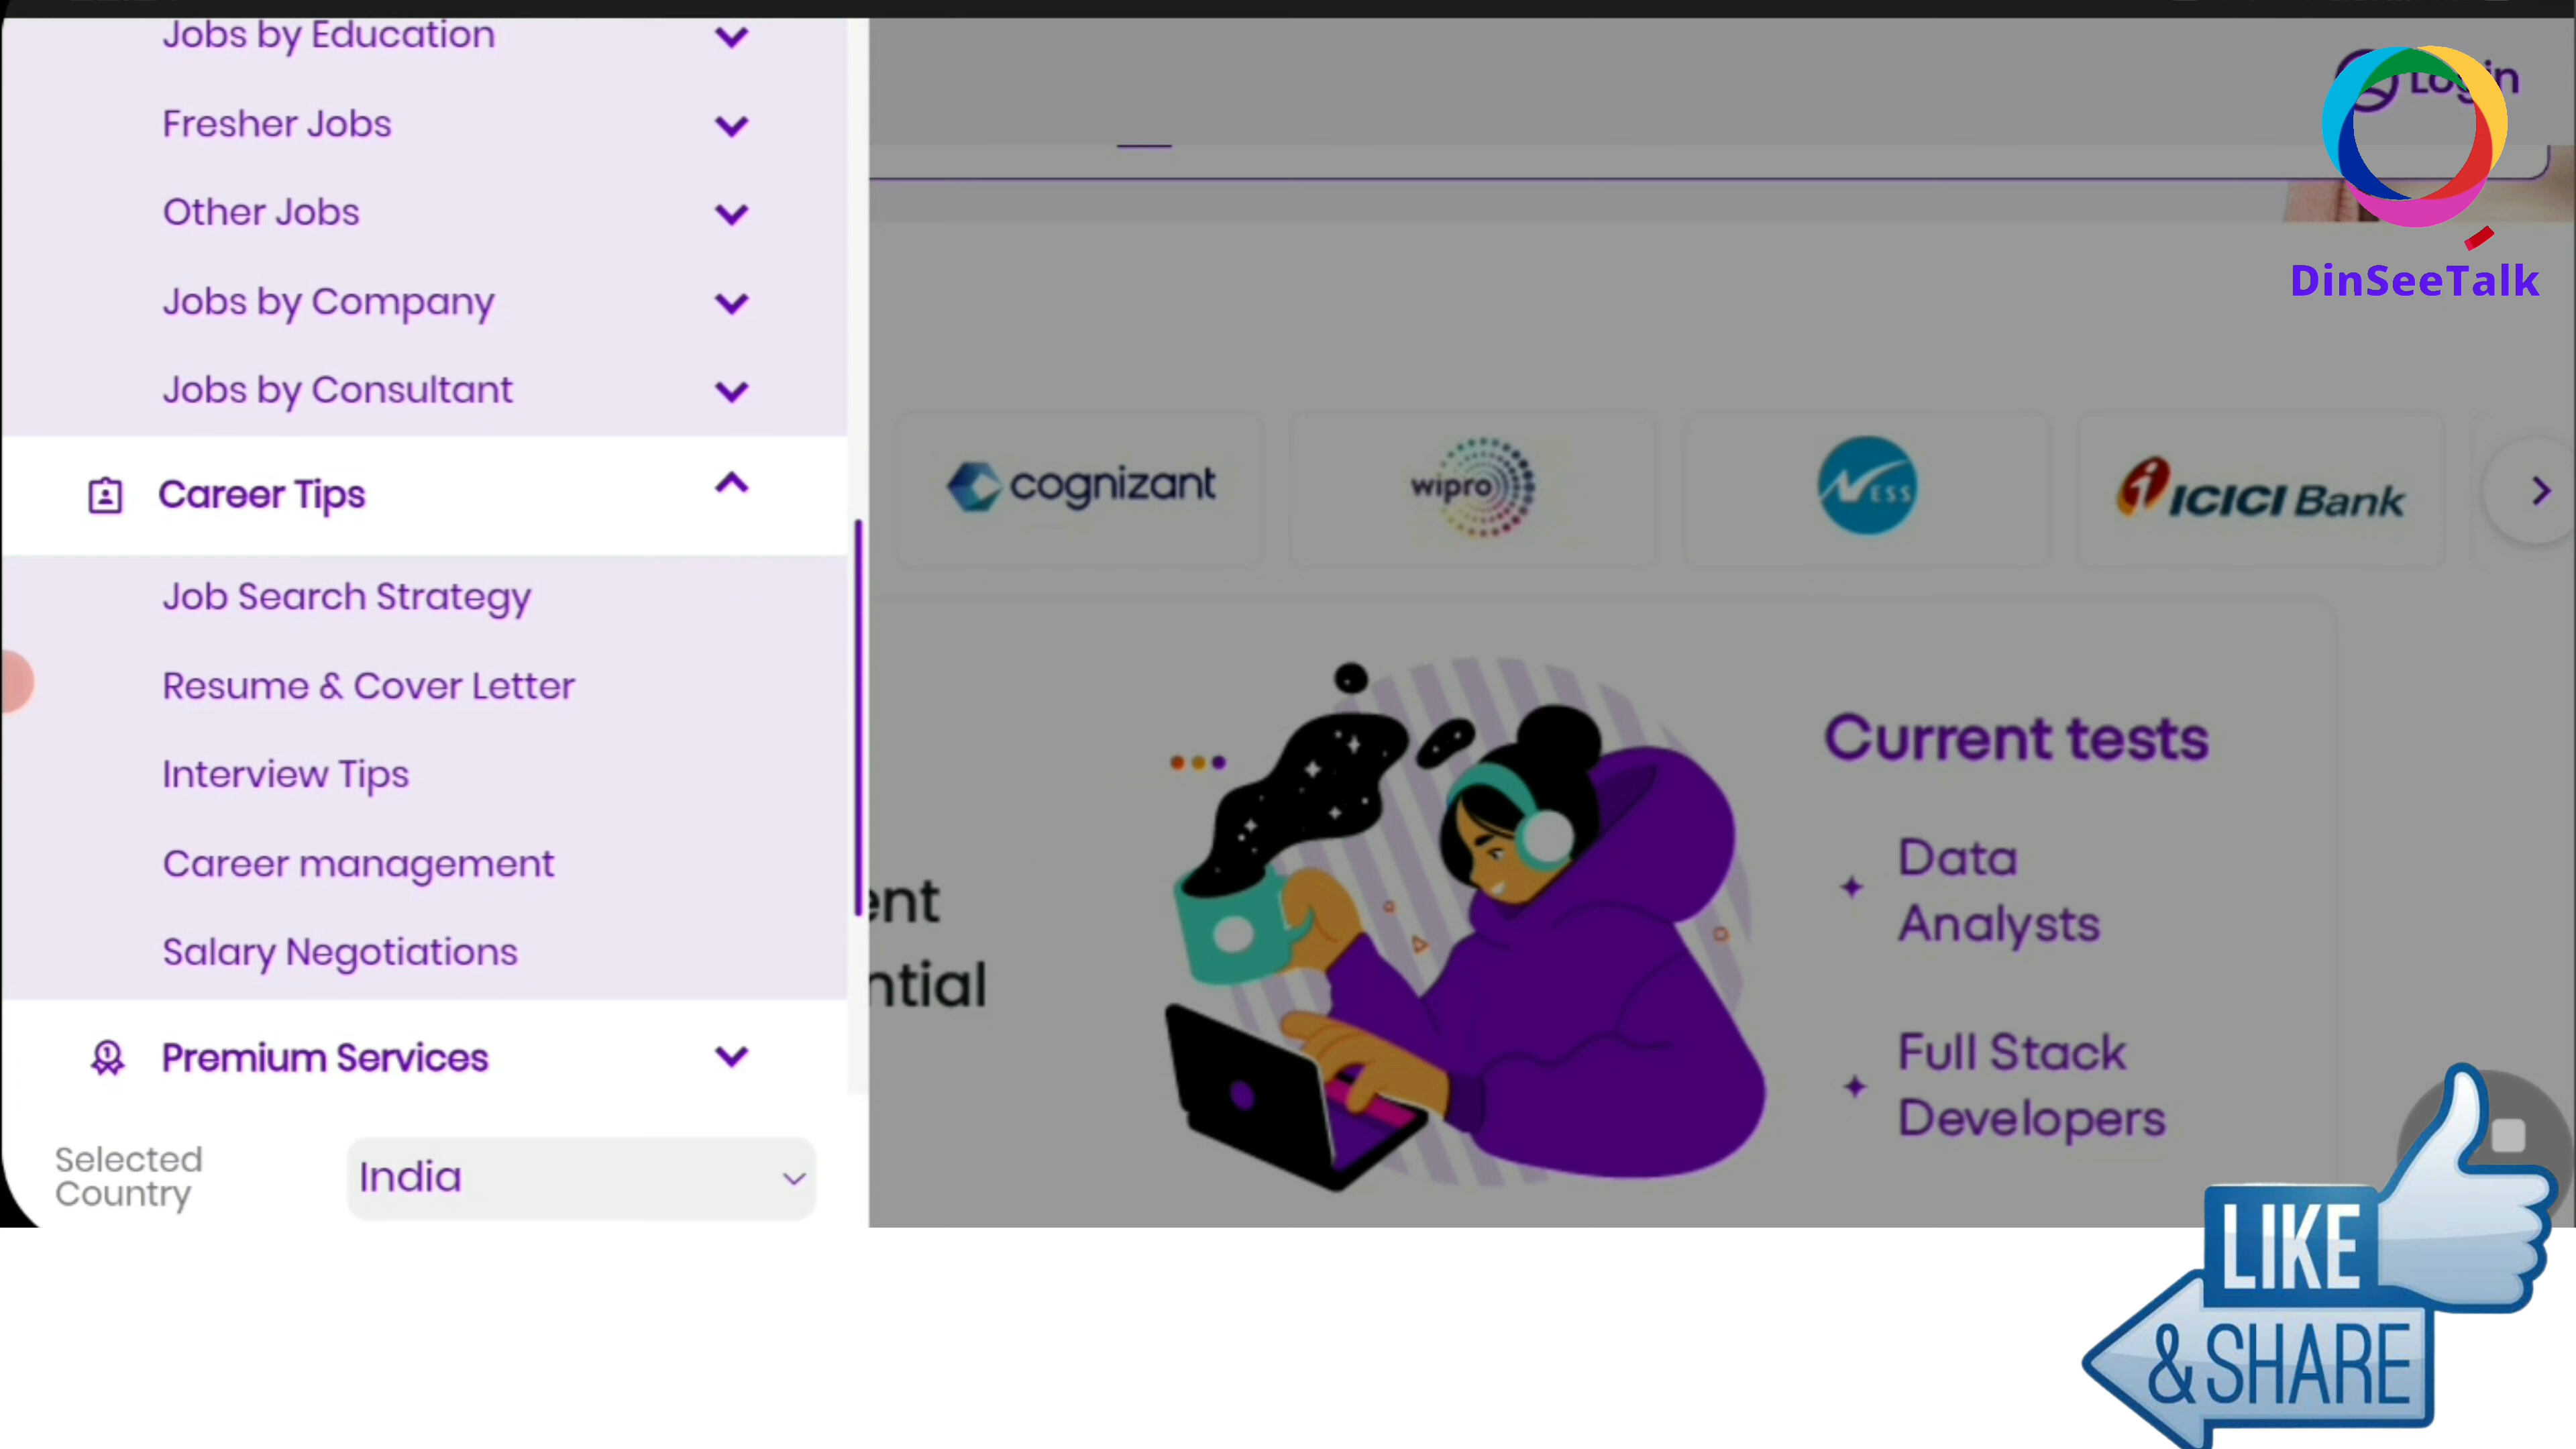 Jobs by Education
Fresher Jobs
Other Jobs
Jobs by Company
Jobs by Consultant
Career Tips
Job Search Strategy
Resume & Cover Letter
Interview Tips
Career management
Salary Negotiations
Premium Services
Selected
Country
India
Login
DinSeeTalk
cognizant
wipro
NESS
ICICI Bank
ent
ntial
Current tests
Data
Analysts
Full Stack
Developers
LIKE
& SHARE